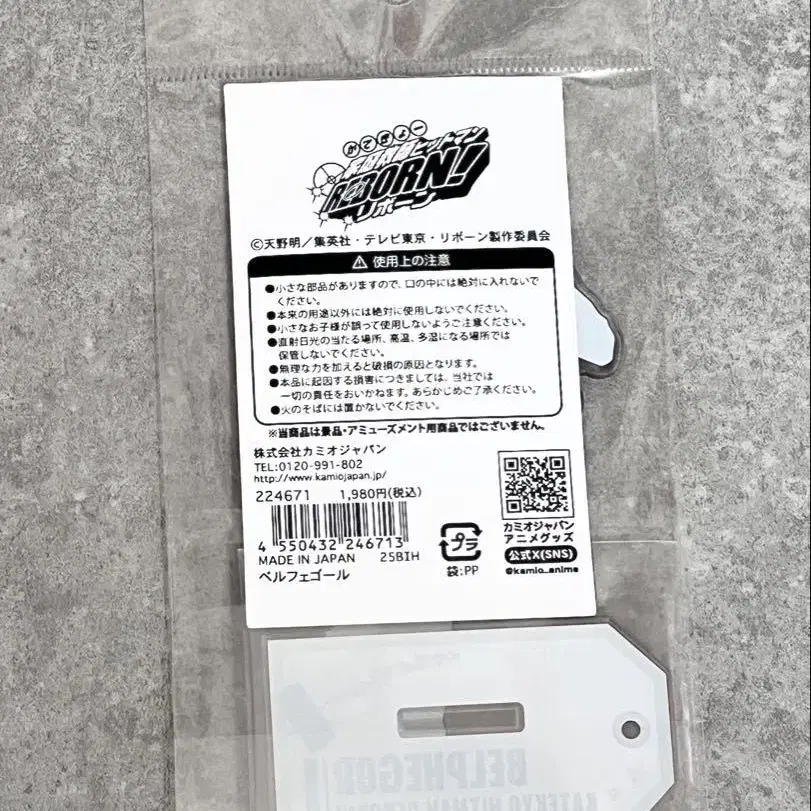 かてきょー
家庭教師ヒットマン
REBORN!
リボーン
©天野明／集英社・テレビ東京・リボーン製作委員会
⚠ 使用上の注意
●小さな部品がありますので、口の中には絶対に入れないで
ください。
●本来の用途以外には絶対に使用しないでください。
●小さなお子様が誤って使用しないようご注意ください。
●直射日光の当たる場所、高温、多湿になる場所では
保管しないでください。
●無理な力を加えると破損の原因となります。
●本品に起因する損害につきましては、当社では
一切の責任をおいかねます。あらかじめご了承ください。
●火のそばには置かないでください。
※当商品は景品・アミューズメント用商品ではございません。
株式会社カミオジャパン
TEL:0120-991-802
http://www.kamiojapan.jp/
224671 1,980円(税込)
4 550432 246713
MADE IN JAPAN 25BIH
ベルフェゴール
プラ
袋:PP
カミオジャパン
アニメグッズ
公式X(SNS)
@kamio_anime
BELPHEGOR
KATEKYO HITMAN REBORN